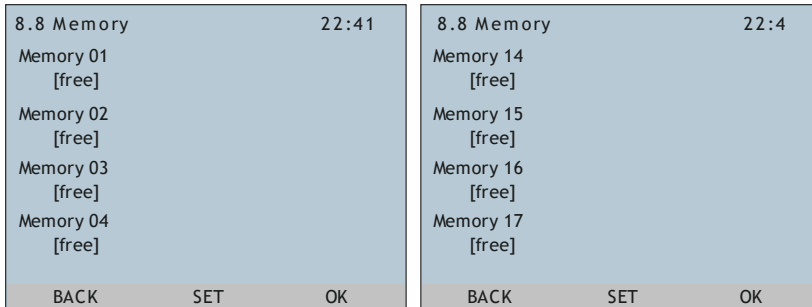 8.8 Memory 22:41
Memory 01
[free]
Memory 02
[free]
Memory 03
[free]
Memory 04
[free]
BACK SET OK
8.8 Memory 22:4
Memory 14
[free]
Memory 15
[free]
Memory 16
[free]
Memory 17
[free]
BACK SET OK